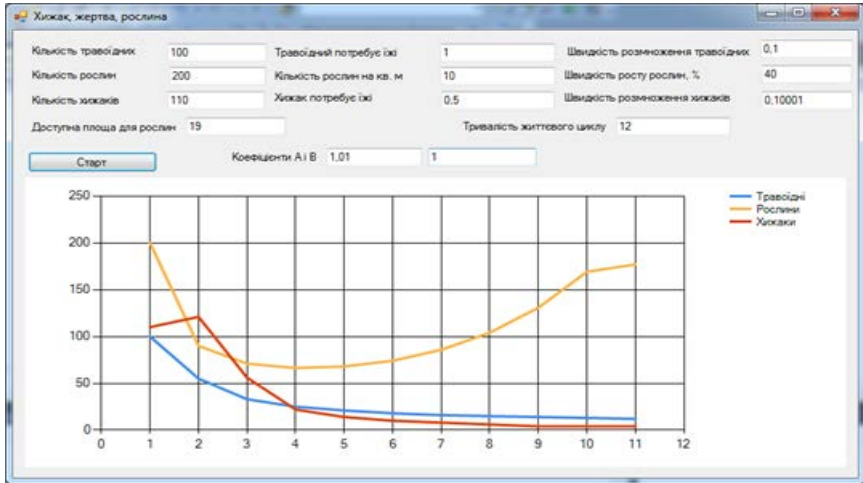 Хижак, жертва, рослина
Кількість травоїдних 100 Травоїдний потребує їжі 1 Швидкість розмноження травоїдних 0,1
Кількість рослин 200 Кількість рослин на кв. м 10 Швидкість росту рослин, % 40
Кількість хижаків 110 Хижак потребує їжі 0.5 Швидкість розмноження хижаків 0,10001
Доступна площа для рослин 19 Тривалість життєвого циклу 12
Старт Коефіцієнти А і В 1,01 1
250
200
150
100
50
0
0 1 2 3 4 5 6 7 8 9 10 11 12
Травоїдні
Рослини
Хижаки